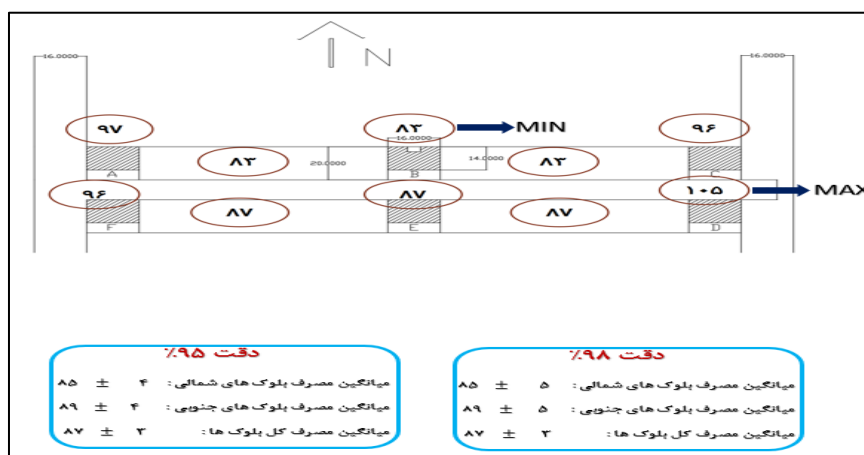 N
16.0000
16.0000
۹۷
۸۳
MIN
۹۶
16.0000
۸۳
20.0000
14.0000
۸۳
A
B
C
۹۶
۸۷
۱۰۵
MAX
۸۷
۸۷
F
E
D
دقت ۹۵٪
میانگین مصرف بلوک های شمالی : ۴ ± ۸۵
میانگین مصرف بلوک های جنوبی : ۴ ± ۸۹
میانگین مصرف کل بلوک ها : ۳ ± ۸۷
دقت ۹۸٪
میانگین مصرف بلوک های شمالی : ۵ ± ۸۵
میانگین مصرف بلوک های جنوبی : ۵ ± ۸۹
میانگین مصرف کل بلوک ها : ۳ ± ۸۷